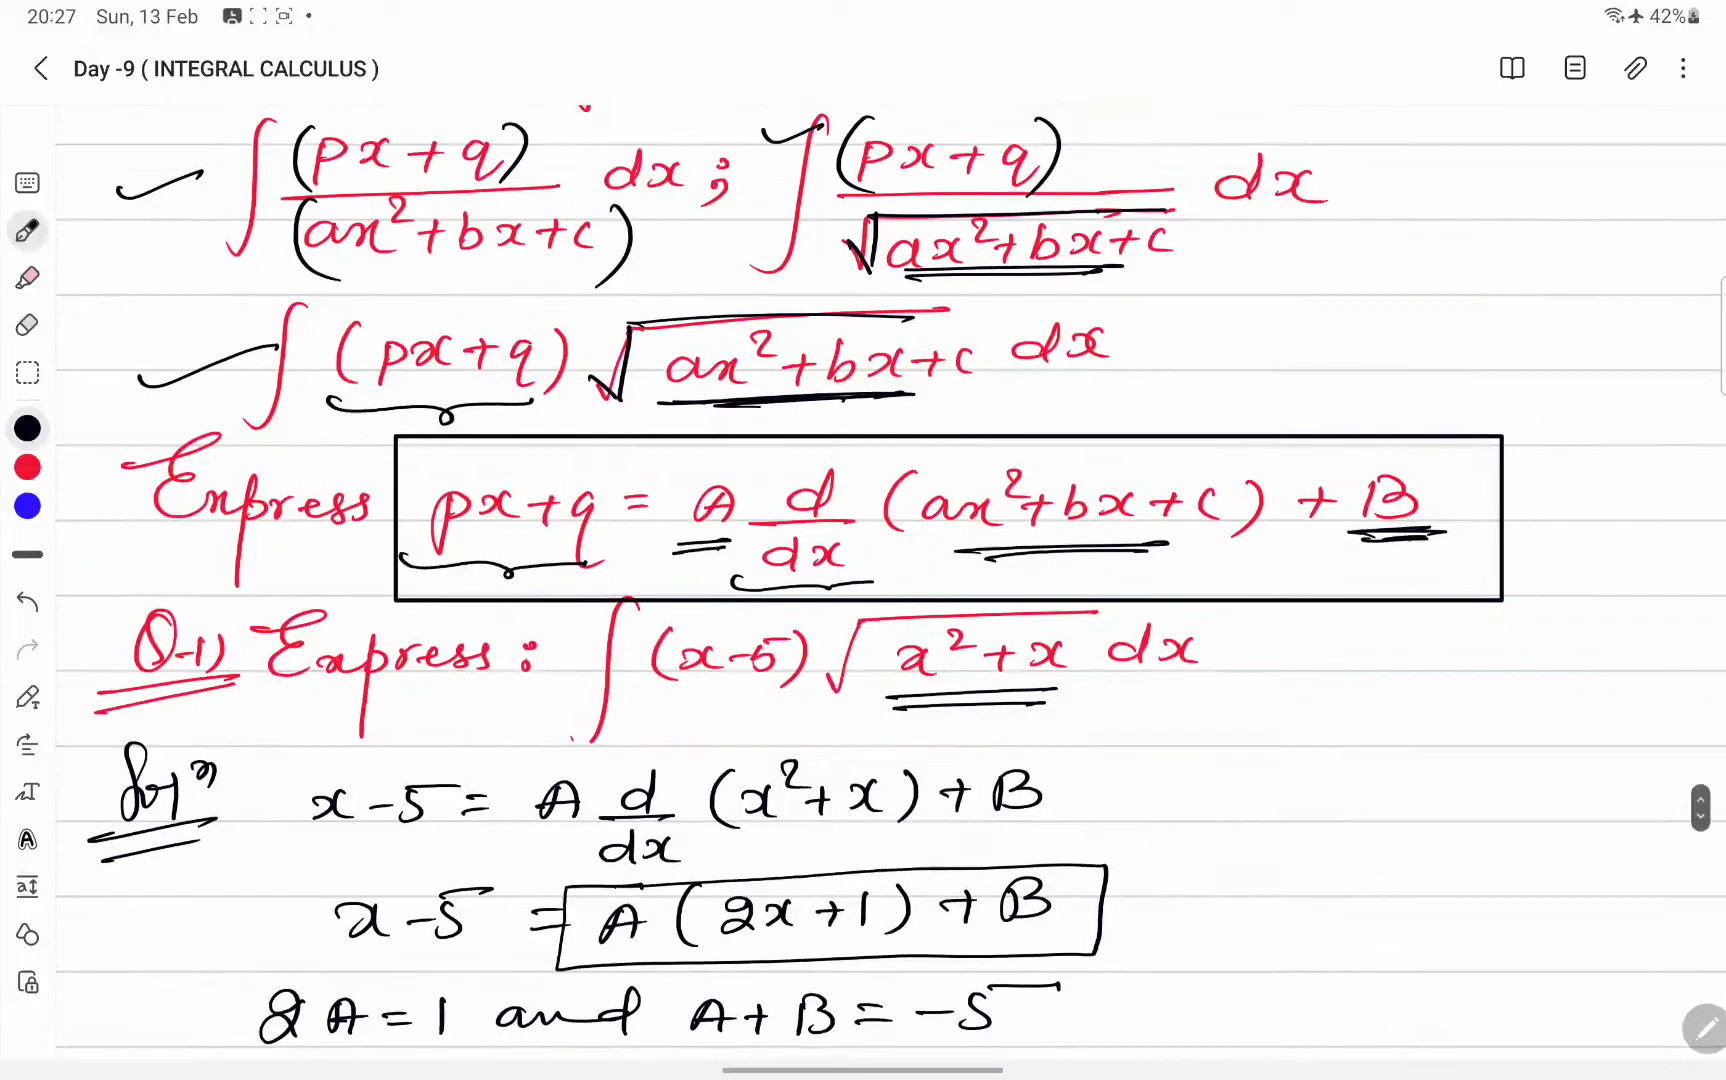 20:27 Sun, 13 Feb 42%
Day -9 ( INTEGRAL CALCULUS )
∫ (px+q)/(ax²+bx+c) dx ; ∫ (px+q)/√(ax²+bx+c) dx
∫ (px+q) √(ax²+bx+c) dx
Express px+q = A d/dx (ax²+bx+c) + B
Q-1) Express : ∫ (x-5) √(x²+x) dx
Solⁿ x-5 = A d/dx (x²+x) + B
x-5 = A (2x+1) + B
2A = 1 and A+B = -5